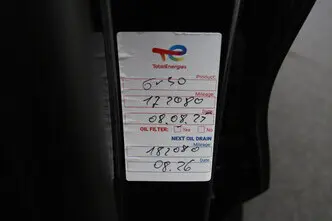 TotalEnergies
Product
5w30
Mileage
172080
Date
08.08.25
OIL FILTER: Yes No
NEXT OIL DRAIN
Mileage
182080
Date
08.26